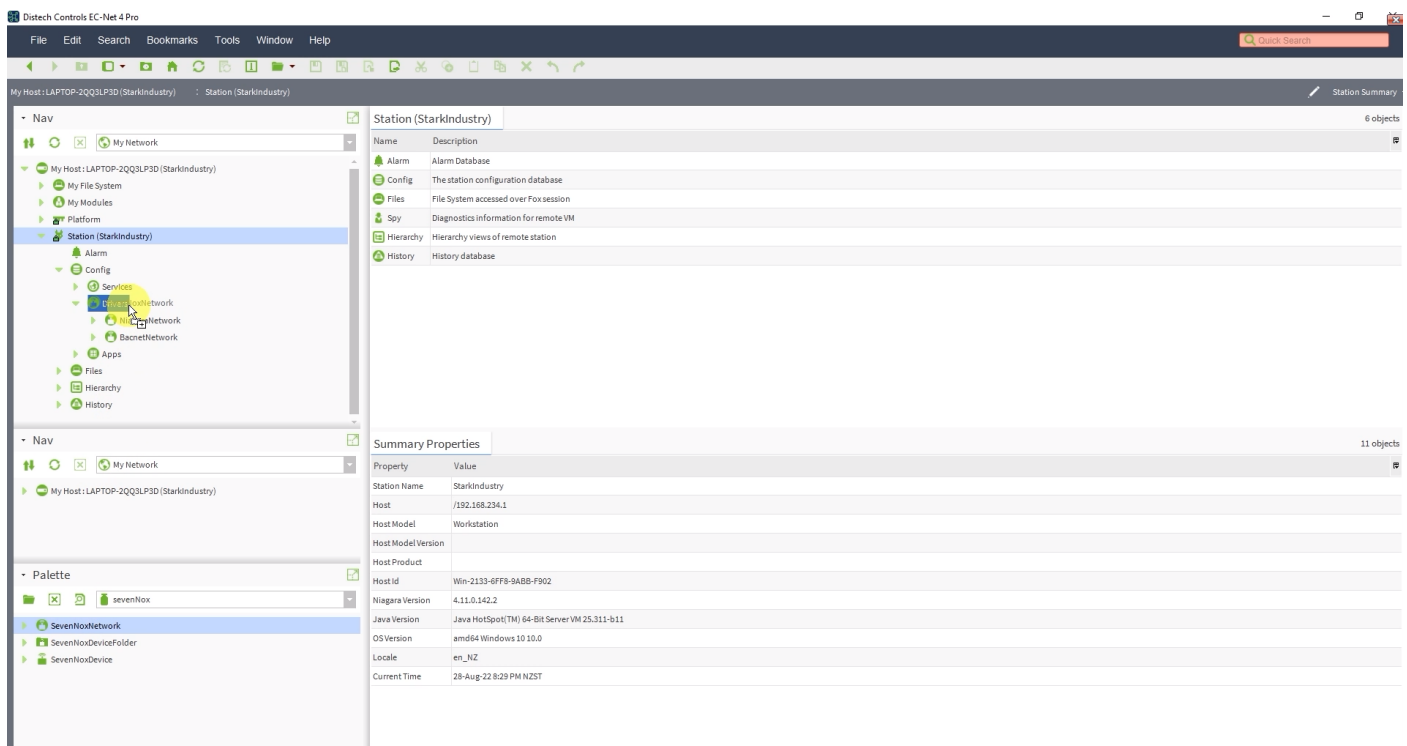 Distech Controls EC-Net 4 Pro
File Edit Search Bookmarks Tools Window Help
Quick Search
My Host : LAPTOP-2QQ3LP3D (StarkIndustry) : Station (StarkIndustry)
Station Summary
Nav
My Network
My Host : LAPTOP-2QQ3LP3D (StarkIndustry)
My File System
My Modules
Platform
Station (StarkIndustry)
Alarm
Config
Services
BacnetNetwork
Apps
Files
Hierarchy
History
Nav
My Network
My Host : LAPTOP-2QQ3LP3D (StarkIndustry)
Palette
sevenNox
SevenNoxNetwork
SevenNoxDeviceFolder
SevenNoxDevice
Station (StarkIndustry) 6 objects
Name Description
Alarm Alarm Database
Config The station configuration database
Files File System accessed over Fox session
Spy Diagnostics information for remote VM
Hierarchy Hierarchy views of remote station
History History database
Summary Properties 11 objects
Property Value
Station Name StarkIndustry
Host /192.168.234.1
Host Model Workstation
Host Model Version
Host Product
Host Id Win-2133-6FF8-9ABB-F902
Niagara Version 4.11.0.142.2
Java Version Java HotSpot(TM) 64-Bit Server VM 25.311-b11
OS Version amd64 Windows 10 10.0
Locale en_NZ
Current Time 28-Aug-22 8:29 PM NZST